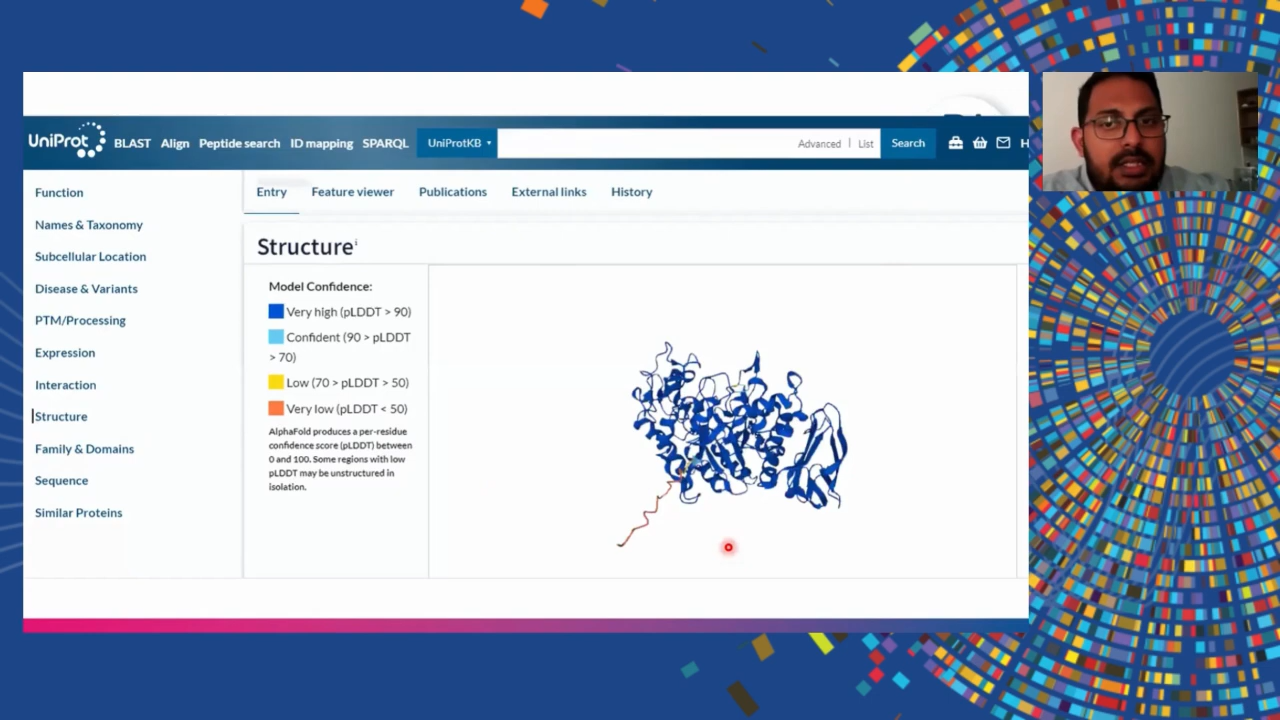 UniProt BLAST Align Peptide search ID mapping SPARQL UniProtKB Advanced | List Search H
Function
Names & Taxonomy
Subcellular Location
Disease & Variants
PTM/Processing
Expression
Interaction
Structure
Family & Domains
Sequence
Similar Proteins
Entry Feature viewer Publications External links History
Structure i
Model Confidence:
Very high (pLDDT > 90)
Confident (90 > pLDDT
> 70)
Low (70 > pLDDT > 50)
Very low (pLDDT < 50)
AlphaFold produces a per-residue
confidence score (pLDDT) between
0 and 100. Some regions with low
pLDDT may be unstructured in
isolation.